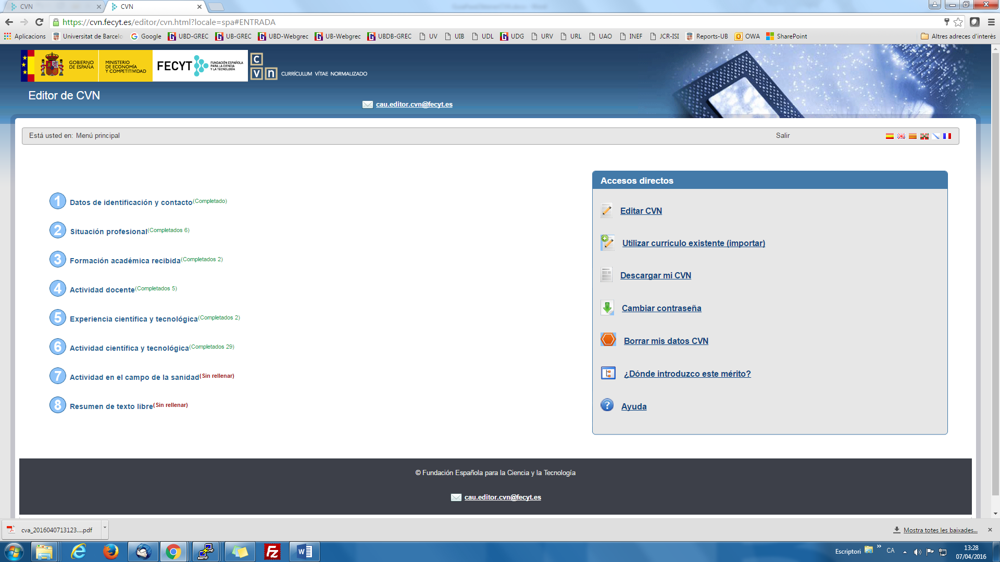 CVN
CVN
https://cvn.fecyt.es/editor/cvn.html?locale=spa#ENTRADA
Aplicacions
Universitat de Barcelo
Google
UBD-GREC
UB-GREC
UBD-Webgrec
UB-Webgrec
UBDB-GREC
UV
UIB
UDL
UDG
URV
URL
UAO
INEF
JCR-ISI
Reports-UB
OWA
SharePoint
Altres adreces d'interès
GOBIERNO
DE ESPAÑA
MINISTERIO
DE ECONOMÍA
Y COMPETITIVIDAD
FECYT
FUNDACIÓN ESPAÑOLA
PARA LA CIENCIA
Y LA TECNOLOGÍA
C
V n
CURRÍCULUM VÍTAE NORMALIZADO
Editor de CVN
cau.editor.cvn@fecyt.es
Está usted en: Menú principal
Salir
1 Datos de identificación y contacto(Completado)
2 Situación profesional(Completados 6)
3 Formación académica recibida(Completados 2)
4 Actividad docente(Completados 5)
5 Experiencia científica y tecnológica(Completados 2)
6 Actividad científica y tecnológica(Completados 29)
7 Actividad en el campo de la sanidad(Sin rellenar)
8 Resumen de texto libre(Sin rellenar)
Accesos directos
Editar CVN
Utilizar currículo existente (importar)
Descargar mi CVN
Cambiar contraseña
Borrar mis datos CVN
¿Dónde introduzco este mérito?
Ayuda
© Fundación Española para la Ciencia y la Tecnología
cau.editor.cvn@fecyt.es
cva_2016040713123....pdf
Mostra totes les baixades...
Escriptori
CA
13:28
07/04/2016